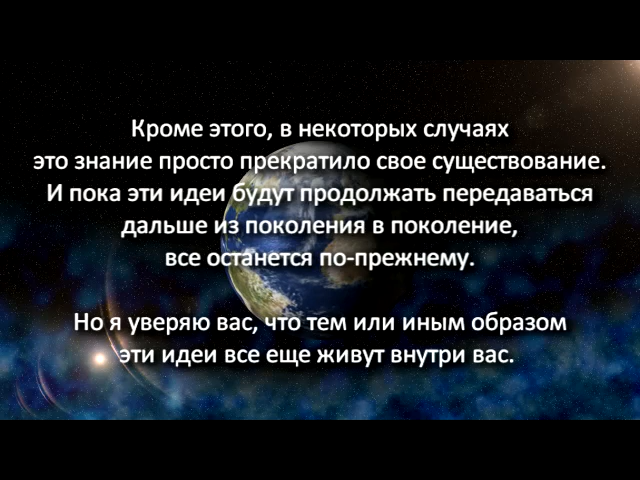 Кроме этого, в некоторых случаях
это знание просто прекратило свое существование.
И пока эти идеи будут продолжать передаваться
дальше из поколения в поколение,
все останется по-прежнему.
Но я уверяю вас, что тем или иным образом
эти идеи все еще живут внутри вас.